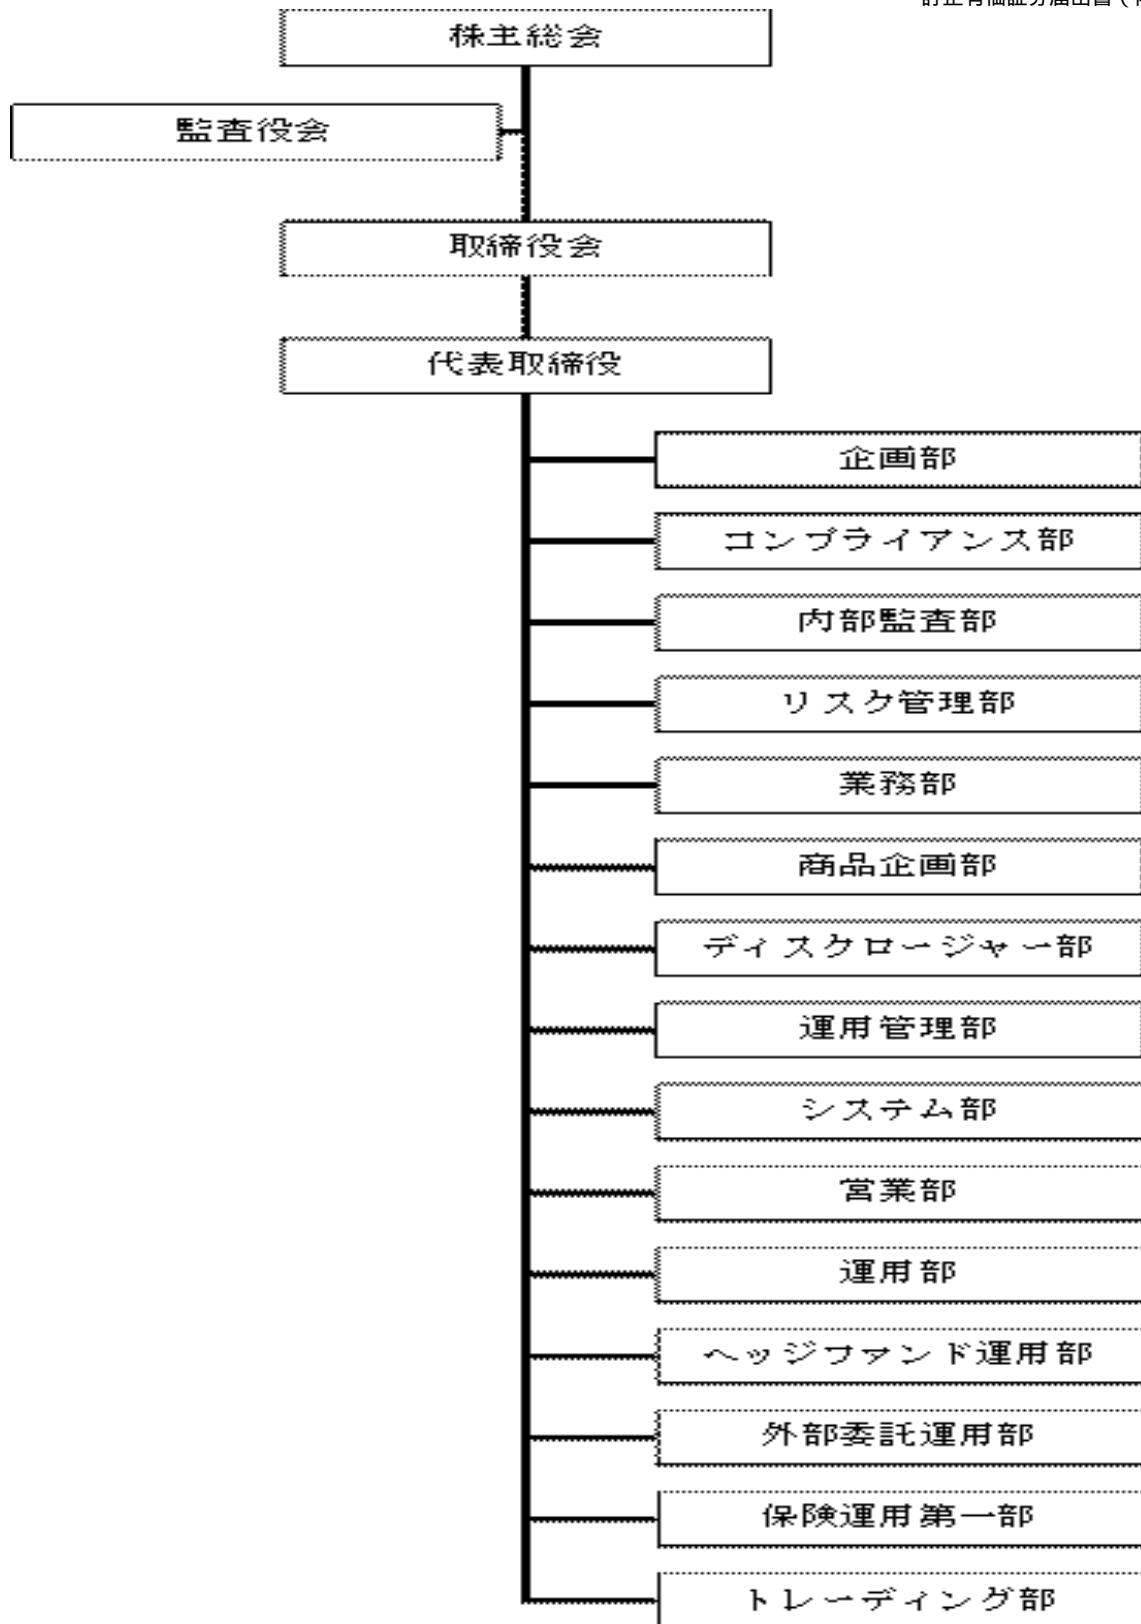 株主総会
監査役会
取締役会
代表取締役
企画部
コンプライアンス部
内部監査部
リスク管理部
業務部
商品企画部
ディスクロージャー部
運用管理部
システム部
営業部
運用部
ヘッジファンド運用部
外部委託運用部
保険運用第一部
トレーディング部